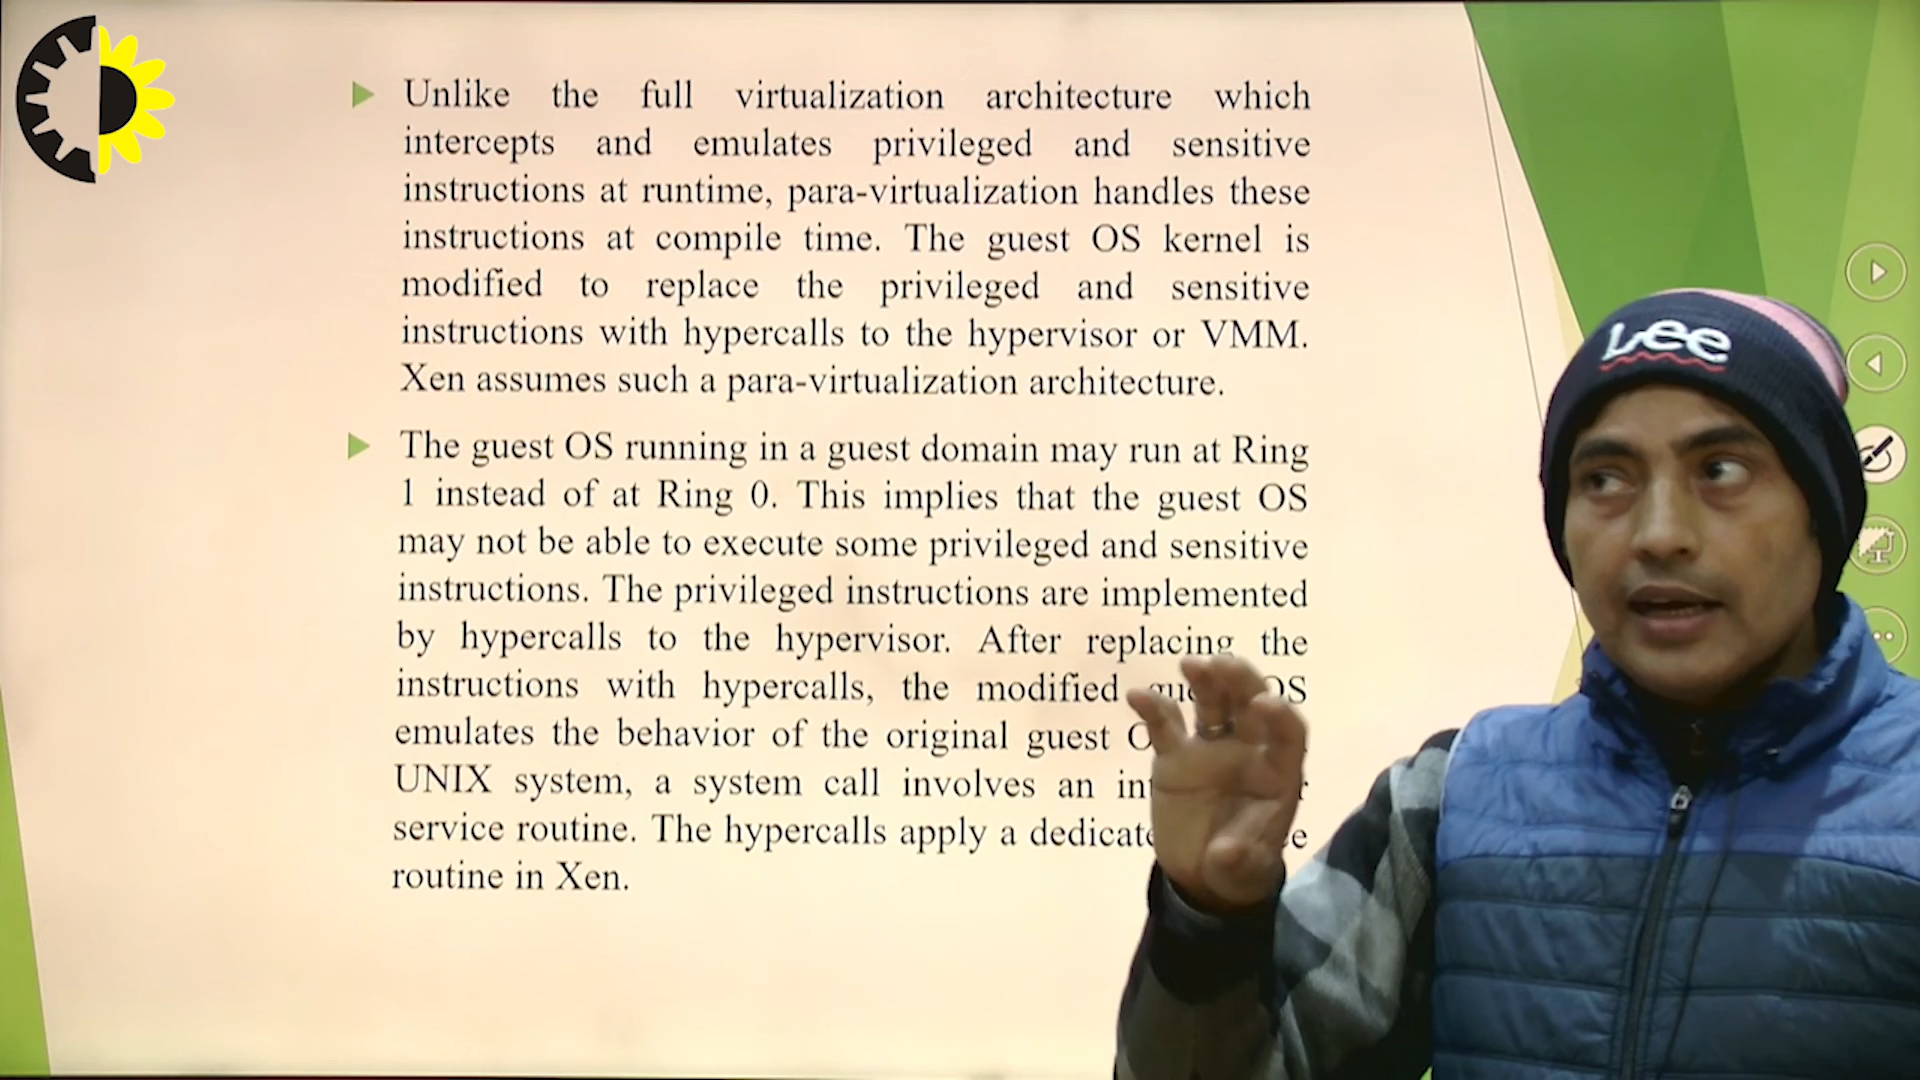 Unlike the full virtualization architecture which
intercepts and emulates privileged and sensitive
instructions at runtime, para-virtualization handles these
instructions at compile time. The guest OS kernel is
modified to replace the privileged and sensitive
instructions with hypercalls to the hypervisor or VMM.
Xen assumes such a para-virtualization architecture.
The guest OS running in a guest domain may run at Ring
1 instead of at Ring 0. This implies that the guest OS
may not be able to execute some privileged and sensitive
instructions. The privileged instructions are implemented
by hypercalls to the hypervisor. After replacing the
instructions with hypercalls, the modified OS
emulates the behavior of the original guest
UNIX system, a system call involves an
service routine. The hypercalls apply a
routine in Xen.
Lee